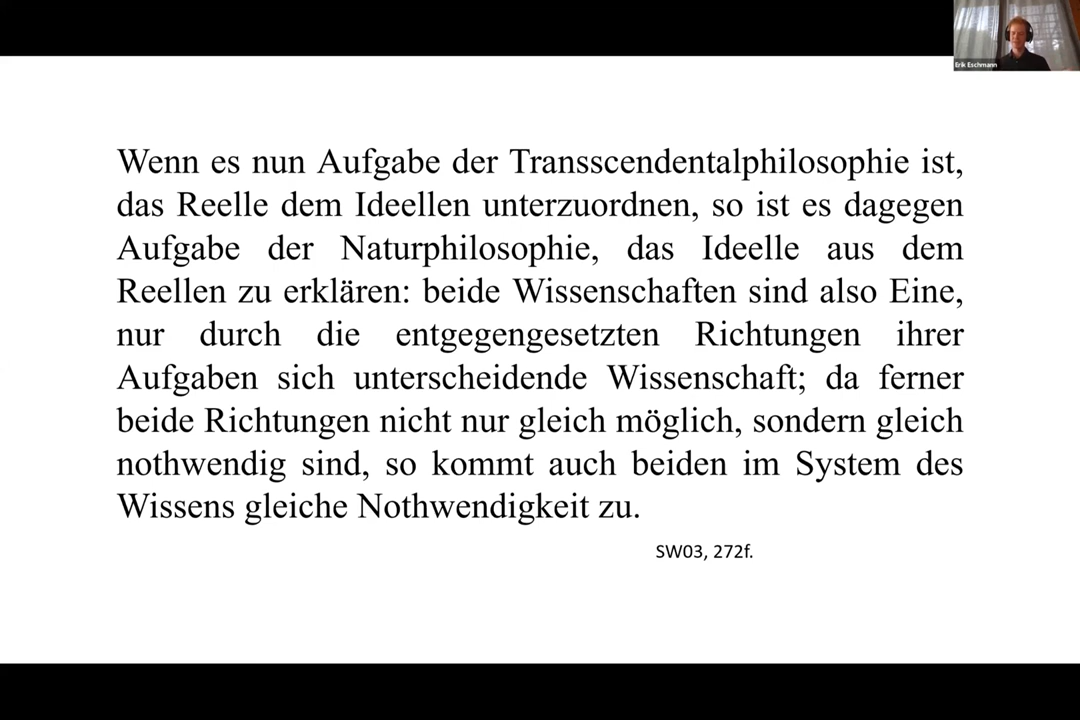 Erik Eschmann
Wenn es nun Aufgabe der Transscendentalphilosophie ist,
das Reelle dem Ideellen unterzuordnen, so ist es dagegen
Aufgabe der Naturphilosophie, das Ideelle aus dem
Reellen zu erklären: beide Wissenschaften sind also Eine,
nur durch die entgegengesetzten Richtungen ihrer
Aufgaben sich unterscheidende Wissenschaft; da ferner
beide Richtungen nicht nur gleich möglich, sondern gleich
nothwendig sind, so kommt auch beiden im System des
Wissens gleiche Nothwendigkeit zu.
SW03, 272f.